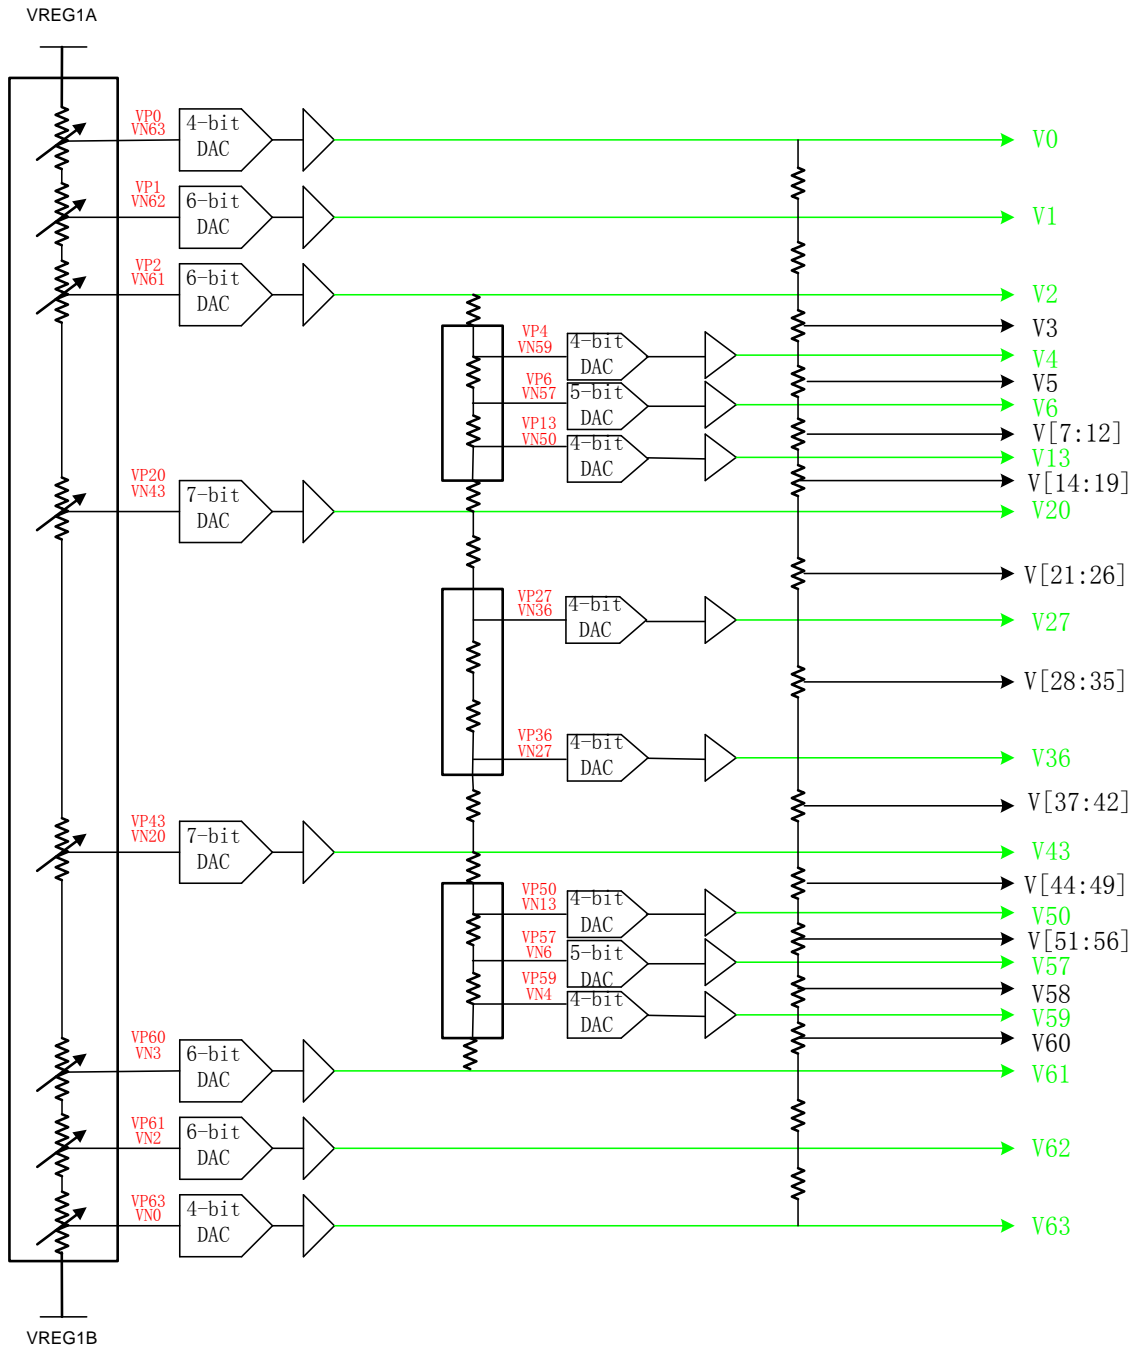 VREG1A
VP0
VN63
4-bit
DAC
V0
VP1
VN62
6-bit
DAC
V1
VP2
VN61
6-bit
DAC
V2
V3
VP4
VN59
4-bit
DAC
V4
V5
VP6
VN57
5-bit
DAC
V6
V[7:12]
VP13
VN50
4-bit
DAC
V13
V[14:19]
VP20
VN43
7-bit
DAC
V20
V[21:26]
VP27
VN36
4-bit
DAC
V27
V[28:35]
VP36
VN27
4-bit
DAC
V36
V[37:42]
VP43
VN20
7-bit
DAC
V43
V[44:49]
VP50
VN13
4-bit
DAC
V50
V[51:56]
VP57
VN6
5-bit
DAC
V57
V58
VP59
VN4
4-bit
DAC
V59
V60
VP60
VN3
6-bit
DAC
V61
VP61
VN2
6-bit
DAC
V62
VP63
VN0
4-bit
DAC
V63
VREG1B